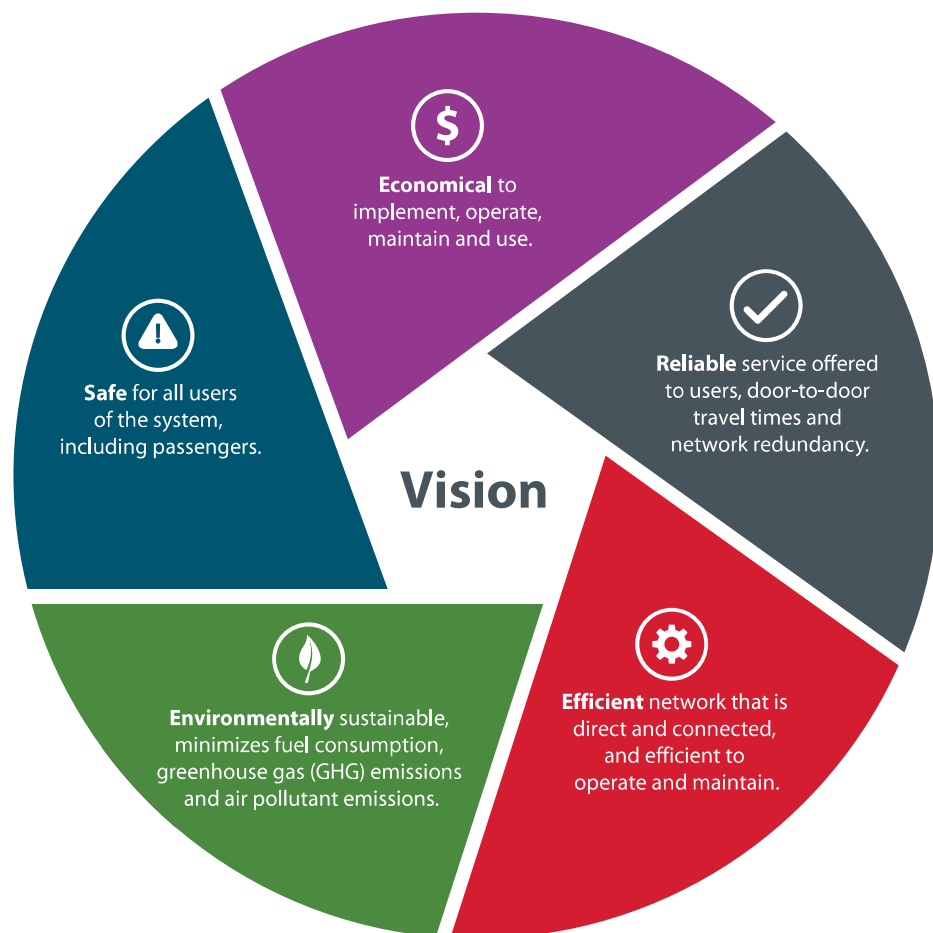 $
Economical to
implement, operate,
maintain and use.
Reliable service offered
to users, door-to-door
travel times and
network redundancy.
Safe for all users
of the system,
including passengers.
Vision
Efficient network that is
direct and connected,
and efficient to
operate and maintain.
Environmentally sustainable,
minimizes fuel consumption,
greenhouse gas (GHG) emissions
and air pollutant emissions.